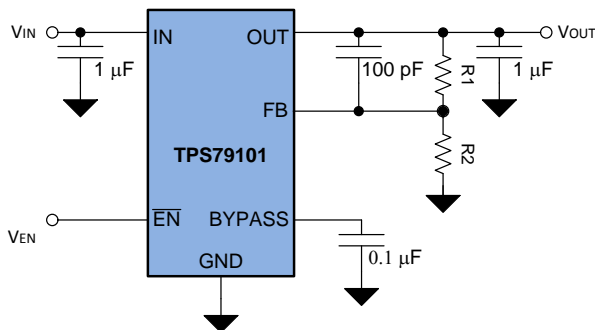 VIN
IN
OUT
VOUT
1 μF
100 pF
R1
1 μF
FB
TPS79101
R2
VEN
EN
BYPASS
GND
0.1 μF